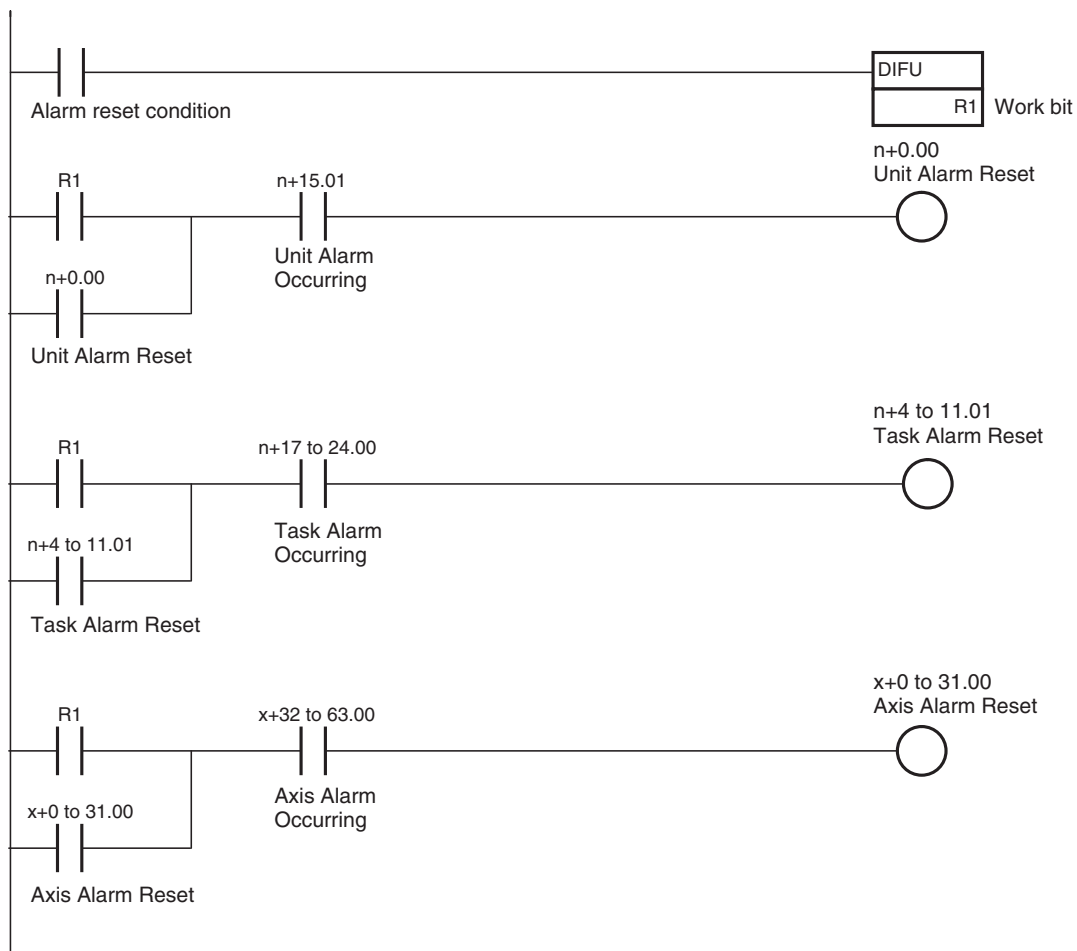 DIFU
Alarm reset condition
R1 Work bit
n+0.00
Unit Alarm Reset
R1
n+15.01
Unit Alarm
Occurring
n+0.00
Unit Alarm Reset
n+4 to 11.01
Task Alarm Reset
R1
n+17 to 24.00
Task Alarm
Occurring
n+4 to 11.01
Task Alarm Reset
x+0 to 31.00
Axis Alarm Reset
R1
x+32 to 63.00
Axis Alarm
Occurring
x+0 to 31.00
Axis Alarm Reset